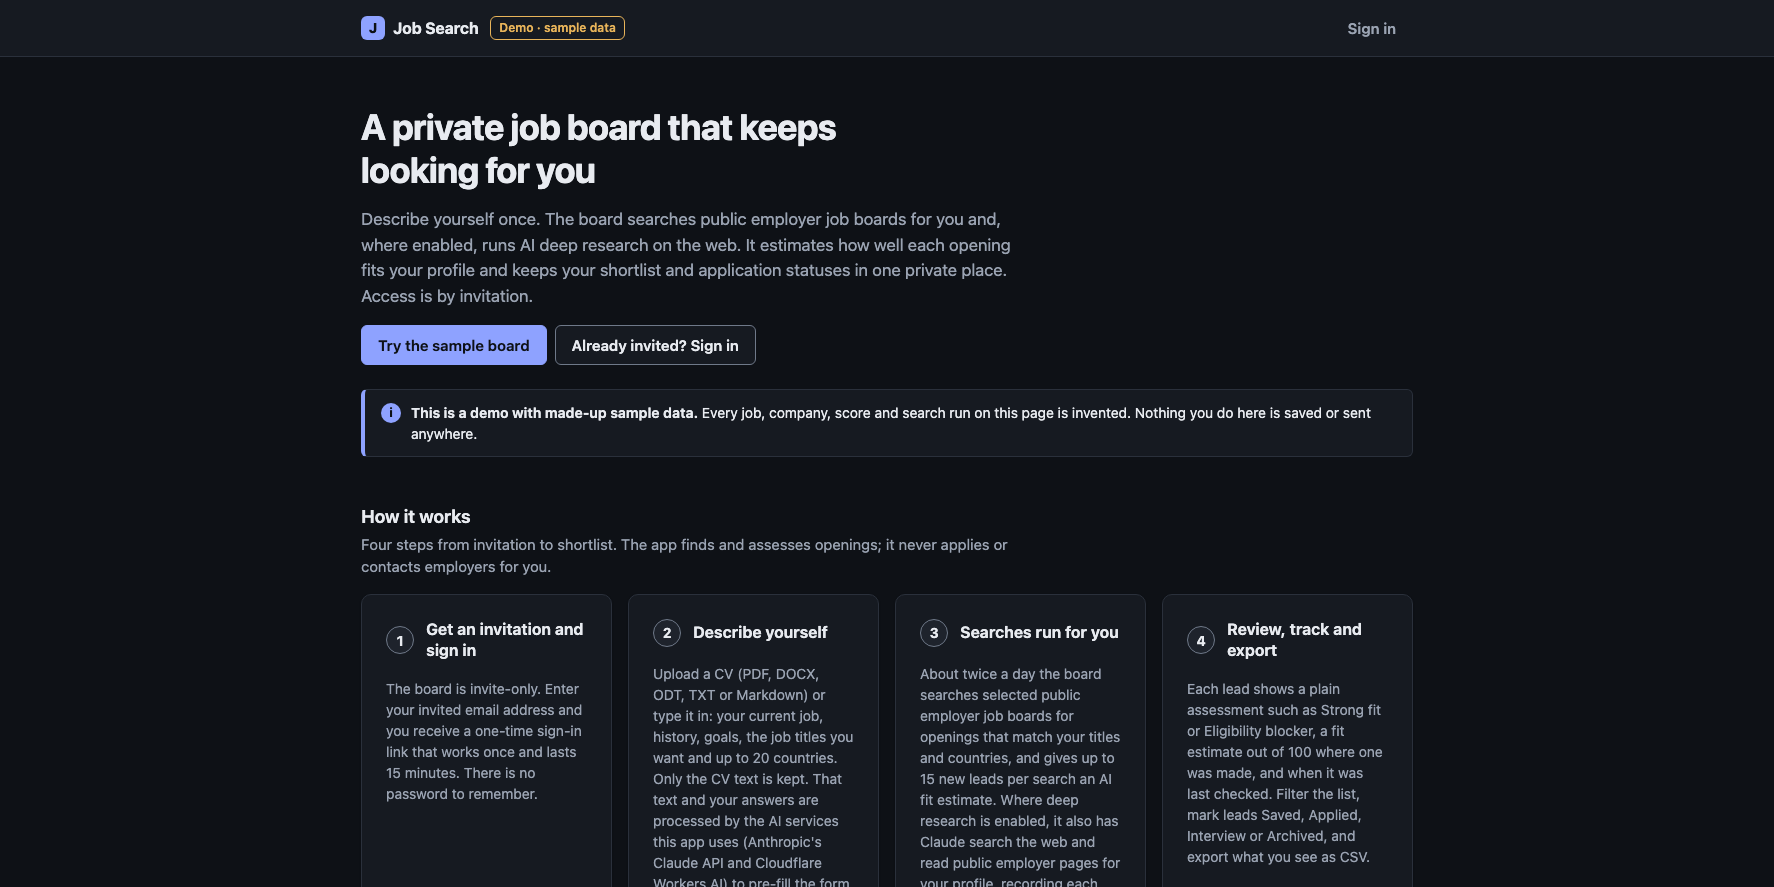 J Job Search Demo · sample data Sign in
A private job board that keeps
looking for you
Describe yourself once. The board searches public employer job boards for you and,
where enabled, runs AI deep research on the web. It estimates how well each opening
fits your profile and keeps your shortlist and application statuses in one private place.
Access is by invitation.
Try the sample board Already invited? Sign in
i This is a demo with made-up sample data. Every job, company, score and search run on this page is invented. Nothing you do here is saved or sent
anywhere.
How it works
Four steps from invitation to shortlist. The app finds and assesses openings; it never applies or
contacts employers for you.
1 Get an invitation and
sign in
The board is invite-only. Enter
your invited email address and
you receive a one-time sign-in
link that works once and lasts
15 minutes. There is no
password to remember.
2 Describe yourself
Upload a CV (PDF, DOCX,
ODT, TXT or Markdown) or
type it in: your current job,
history, goals, the job titles you
want and up to 20 countries.
Only the CV text is kept. That
text and your answers are
processed by the AI services
this app uses (Anthropic's
Claude API and Cloudflare
Workers AI) to pre-fill the form
3 Searches run for you
About twice a day the board
searches selected public
employer job boards for
openings that match your titles
and countries, and gives up to
15 new leads per search an AI
fit estimate. Where deep
research is enabled, it also has
Claude search the web and
read public employer pages for
your profile, recording each
4 Review, track and
export
Each lead shows a plain
assessment such as Strong fit
or Eligibility blocker, a fit
estimate out of 100 where one
was made, and when it was
last checked. Filter the list,
mark leads Saved, Applied,
Interview or Archived, and
export what you see as CSV.